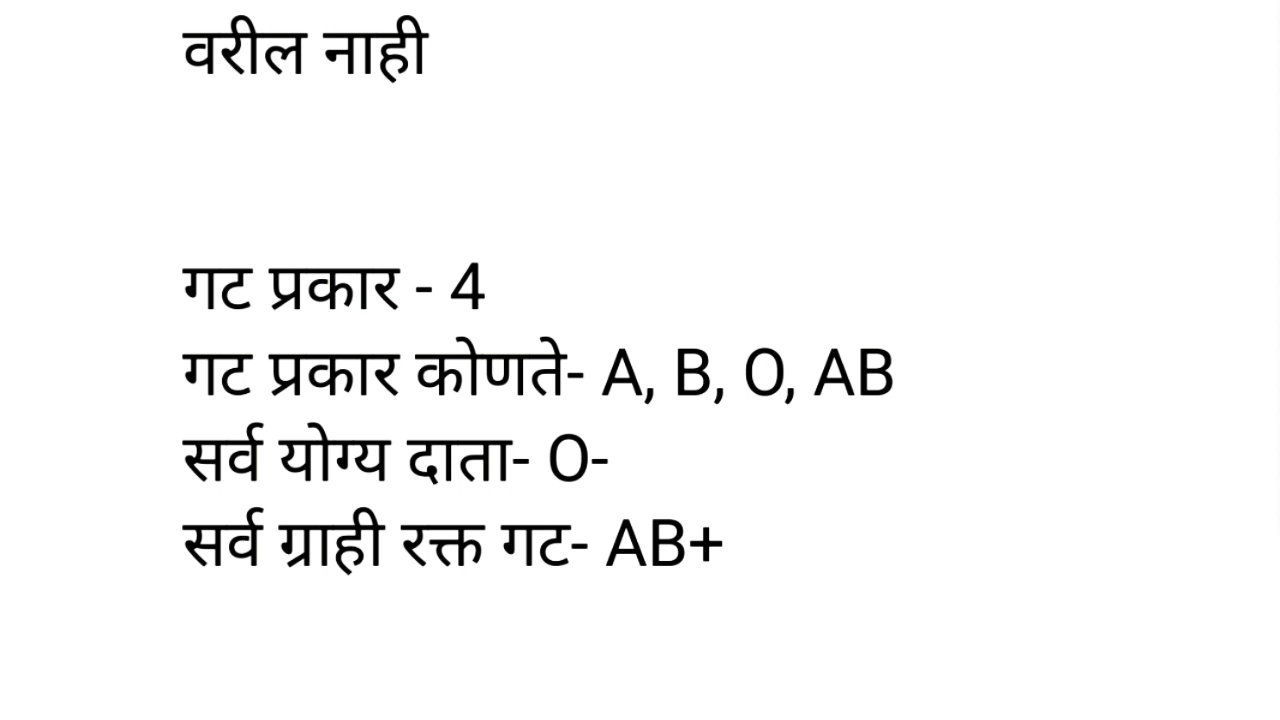 वरील नाही
गट प्रकार - 4
गट प्रकार कोणते- A, B, O, AB
सर्व योग्य दाता- O-
सर्व ग्राही रक्त गट- AB+